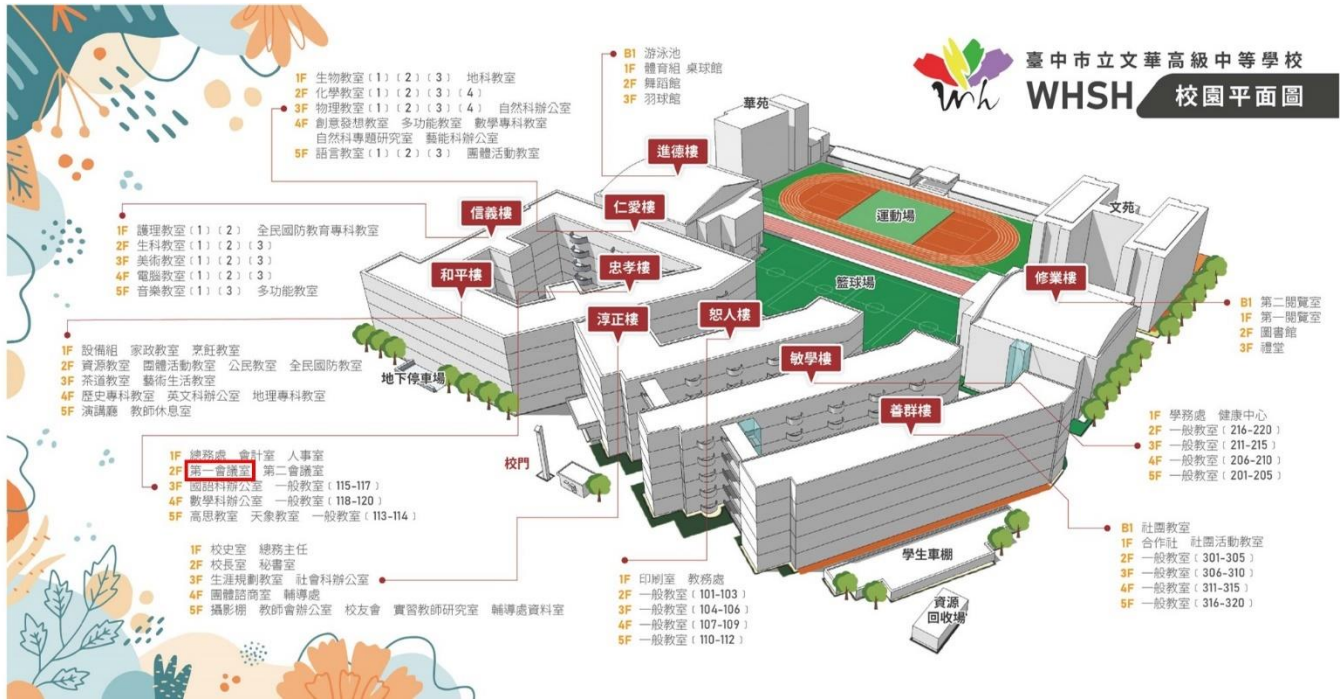 臺中市立文華高級中等學校
WHSH 校園平面圖
Wh
1F 生物教室(1)(2)(3) 地科教室
2F 化學教室(1)(2)(3)(4)
3F 物理教室(1)(2)(3)(4) 自然科辦公室
4F 創意發想教室 多功能教室 數學專科教室
自然科專題研究室 藝能科辦公室
5F 語言教室(1)(2)(3) 團體活動教室
B1 游泳池
1F 體育組 桌球館
2F 舞蹈館
3F 羽球館
華苑
進德樓
仁愛樓
信義樓
運動場
文苑
1F 護理教室(1)(2) 全民國防教育專科教室
2F 生科教室(1)(2)(3)
3F 美術教室(1)(2)(3)
4F 電腦教室(1)(2)(3)
5F 音樂教室(1)(3) 多功能教室
和平樓
忠孝樓
籃球場
修業樓
淳正樓
恕人樓
B1 第二閱覽室
1F 第一閱覽室
2F 圖書館
3F 禮堂
1F 設備組 家政教室 烹飪教室
2F 資源教室 團體活動教室 公民教室 全民國防教室
3F 茶道教室 藝術生活教室
4F 歷史專科教室 英文科辦公室 地理專科教室
5F 演講廳 教師休息室
地下停車場
敏學樓
善群樓
1F 學務處 健康中心
2F 一般教室(216-220)
3F 一般教室(211-215)
4F 一般教室(206-210)
5F 一般教室(201-205)
1F 總務處 會計室 人事室
2F 第一會議室 第二會議室
3F 國語科辦公室 一般教室(115-117)
4F 數學科辦公室 一般教室(118-120)
5F 高思教室 天象教室 一般教室(113-114)
校門
1F 校史室 總務主任
2F 校長室 秘書室
3F 生涯規劃教室 社會科辦公室
4F 團體諮商室 輔導處
5F 攝影棚 教師會辦公室 校友會 實習教師研究室 輔導處資料室
1F 印刷室 教務處
2F 一般教室(101-103)
3F 一般教室(104-106)
4F 一般教室(107-109)
5F 一般教室(110-112)
學生車棚
資源
回收場
B1 社團教室
1F 合作社 社團活動教室
2F 一般教室(301-305)
3F 一般教室(306-310)
4F 一般教室(311-315)
5F 一般教室(316-320)